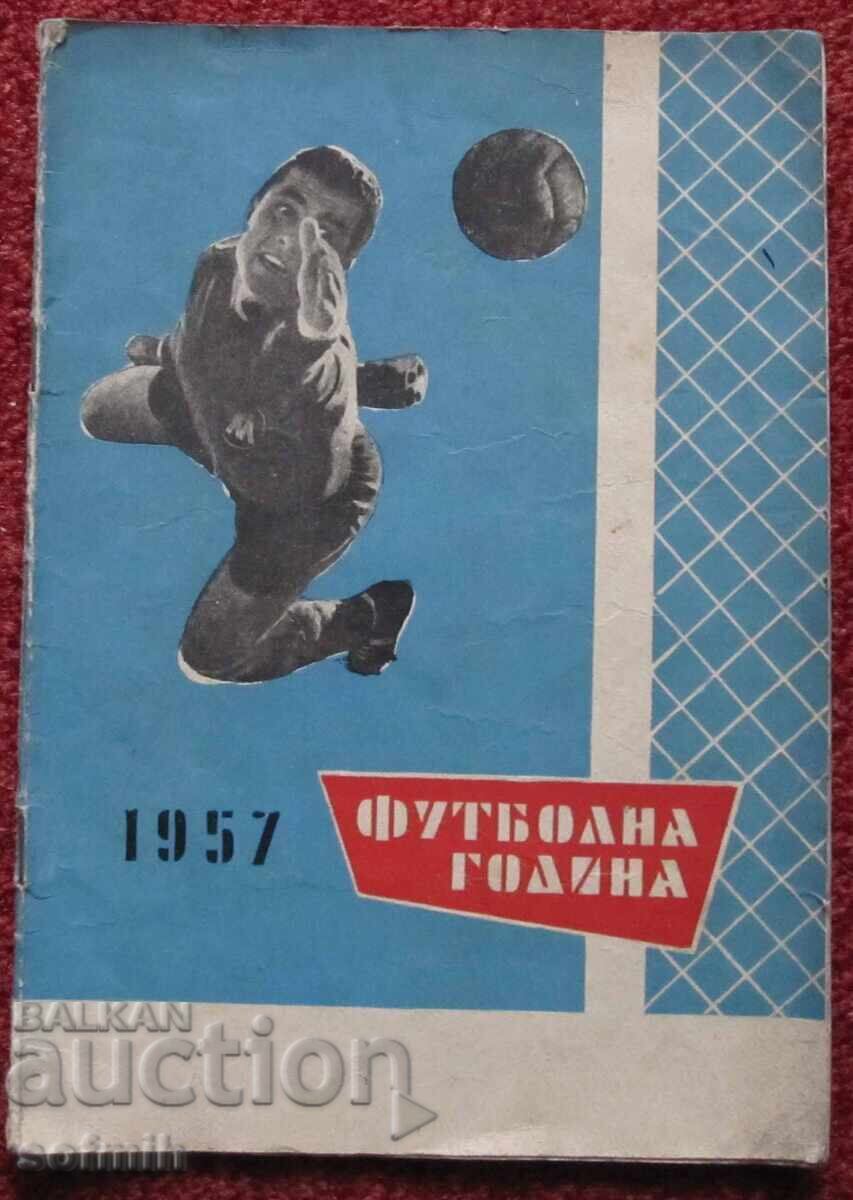 1957
ФУТБОЛНА
ГОДИНА
BALKAN
auction
sofmih